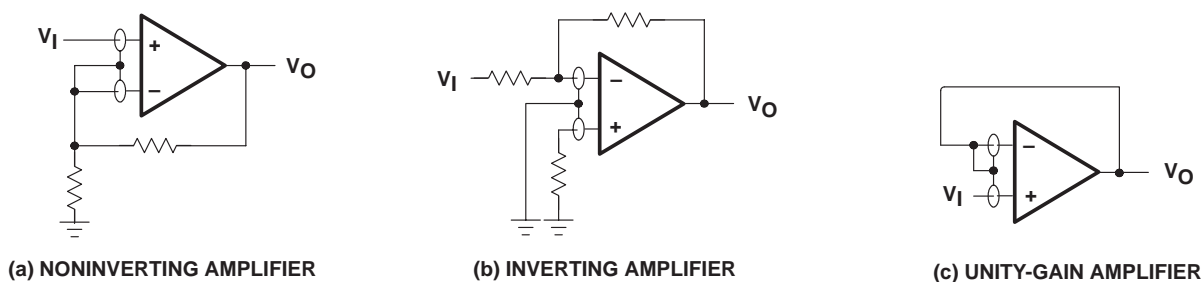 VI
+
−
VO
(a) NONINVERTING AMPLIFIER
VI
−
+
VO
(b) INVERTING AMPLIFIER
−
+
VI
VO
(c) UNITY-GAIN AMPLIFIER